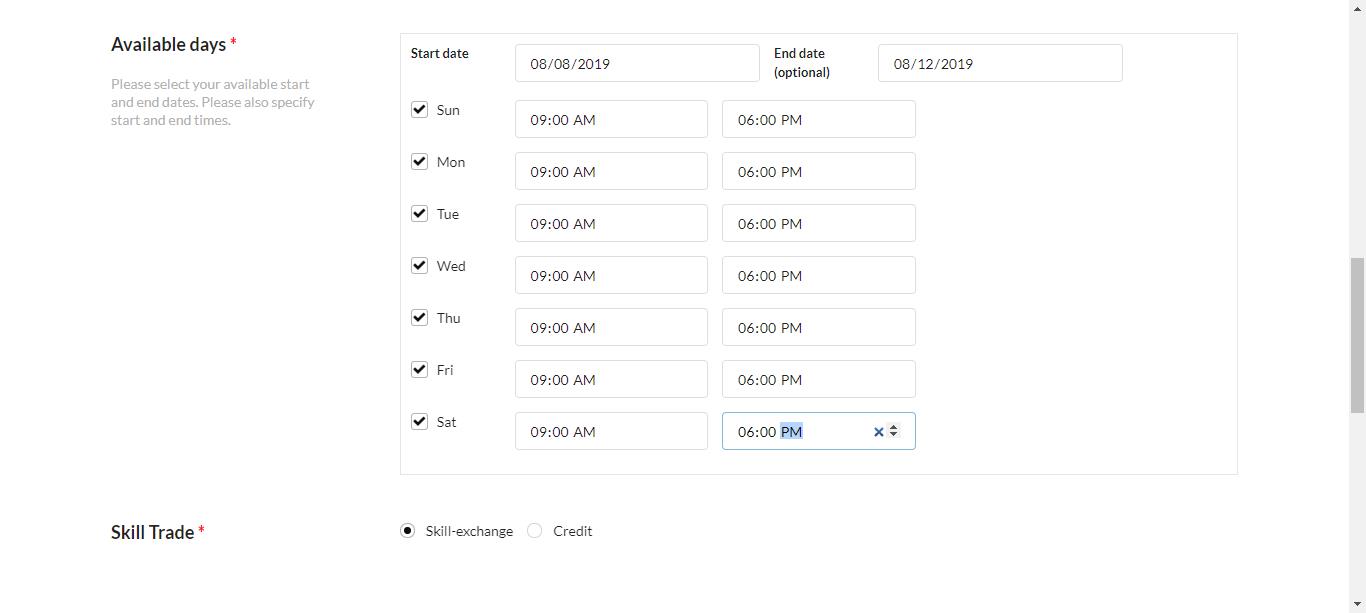 Available days *
Please select your available start
and end dates. Please also specify
start and end times.
Start date
08/08/2019
End date
(optional)
08/12/2019
Sun 09:00 AM 06:00 PM
Mon 09:00 AM 06:00 PM
Tue 09:00 AM 06:00 PM
Wed 09:00 AM 06:00 PM
Thu 09:00 AM 06:00 PM
Fri 09:00 AM 06:00 PM
Sat 09:00 AM 06:00 PM
Skill Trade *
Skill-exchange Credit